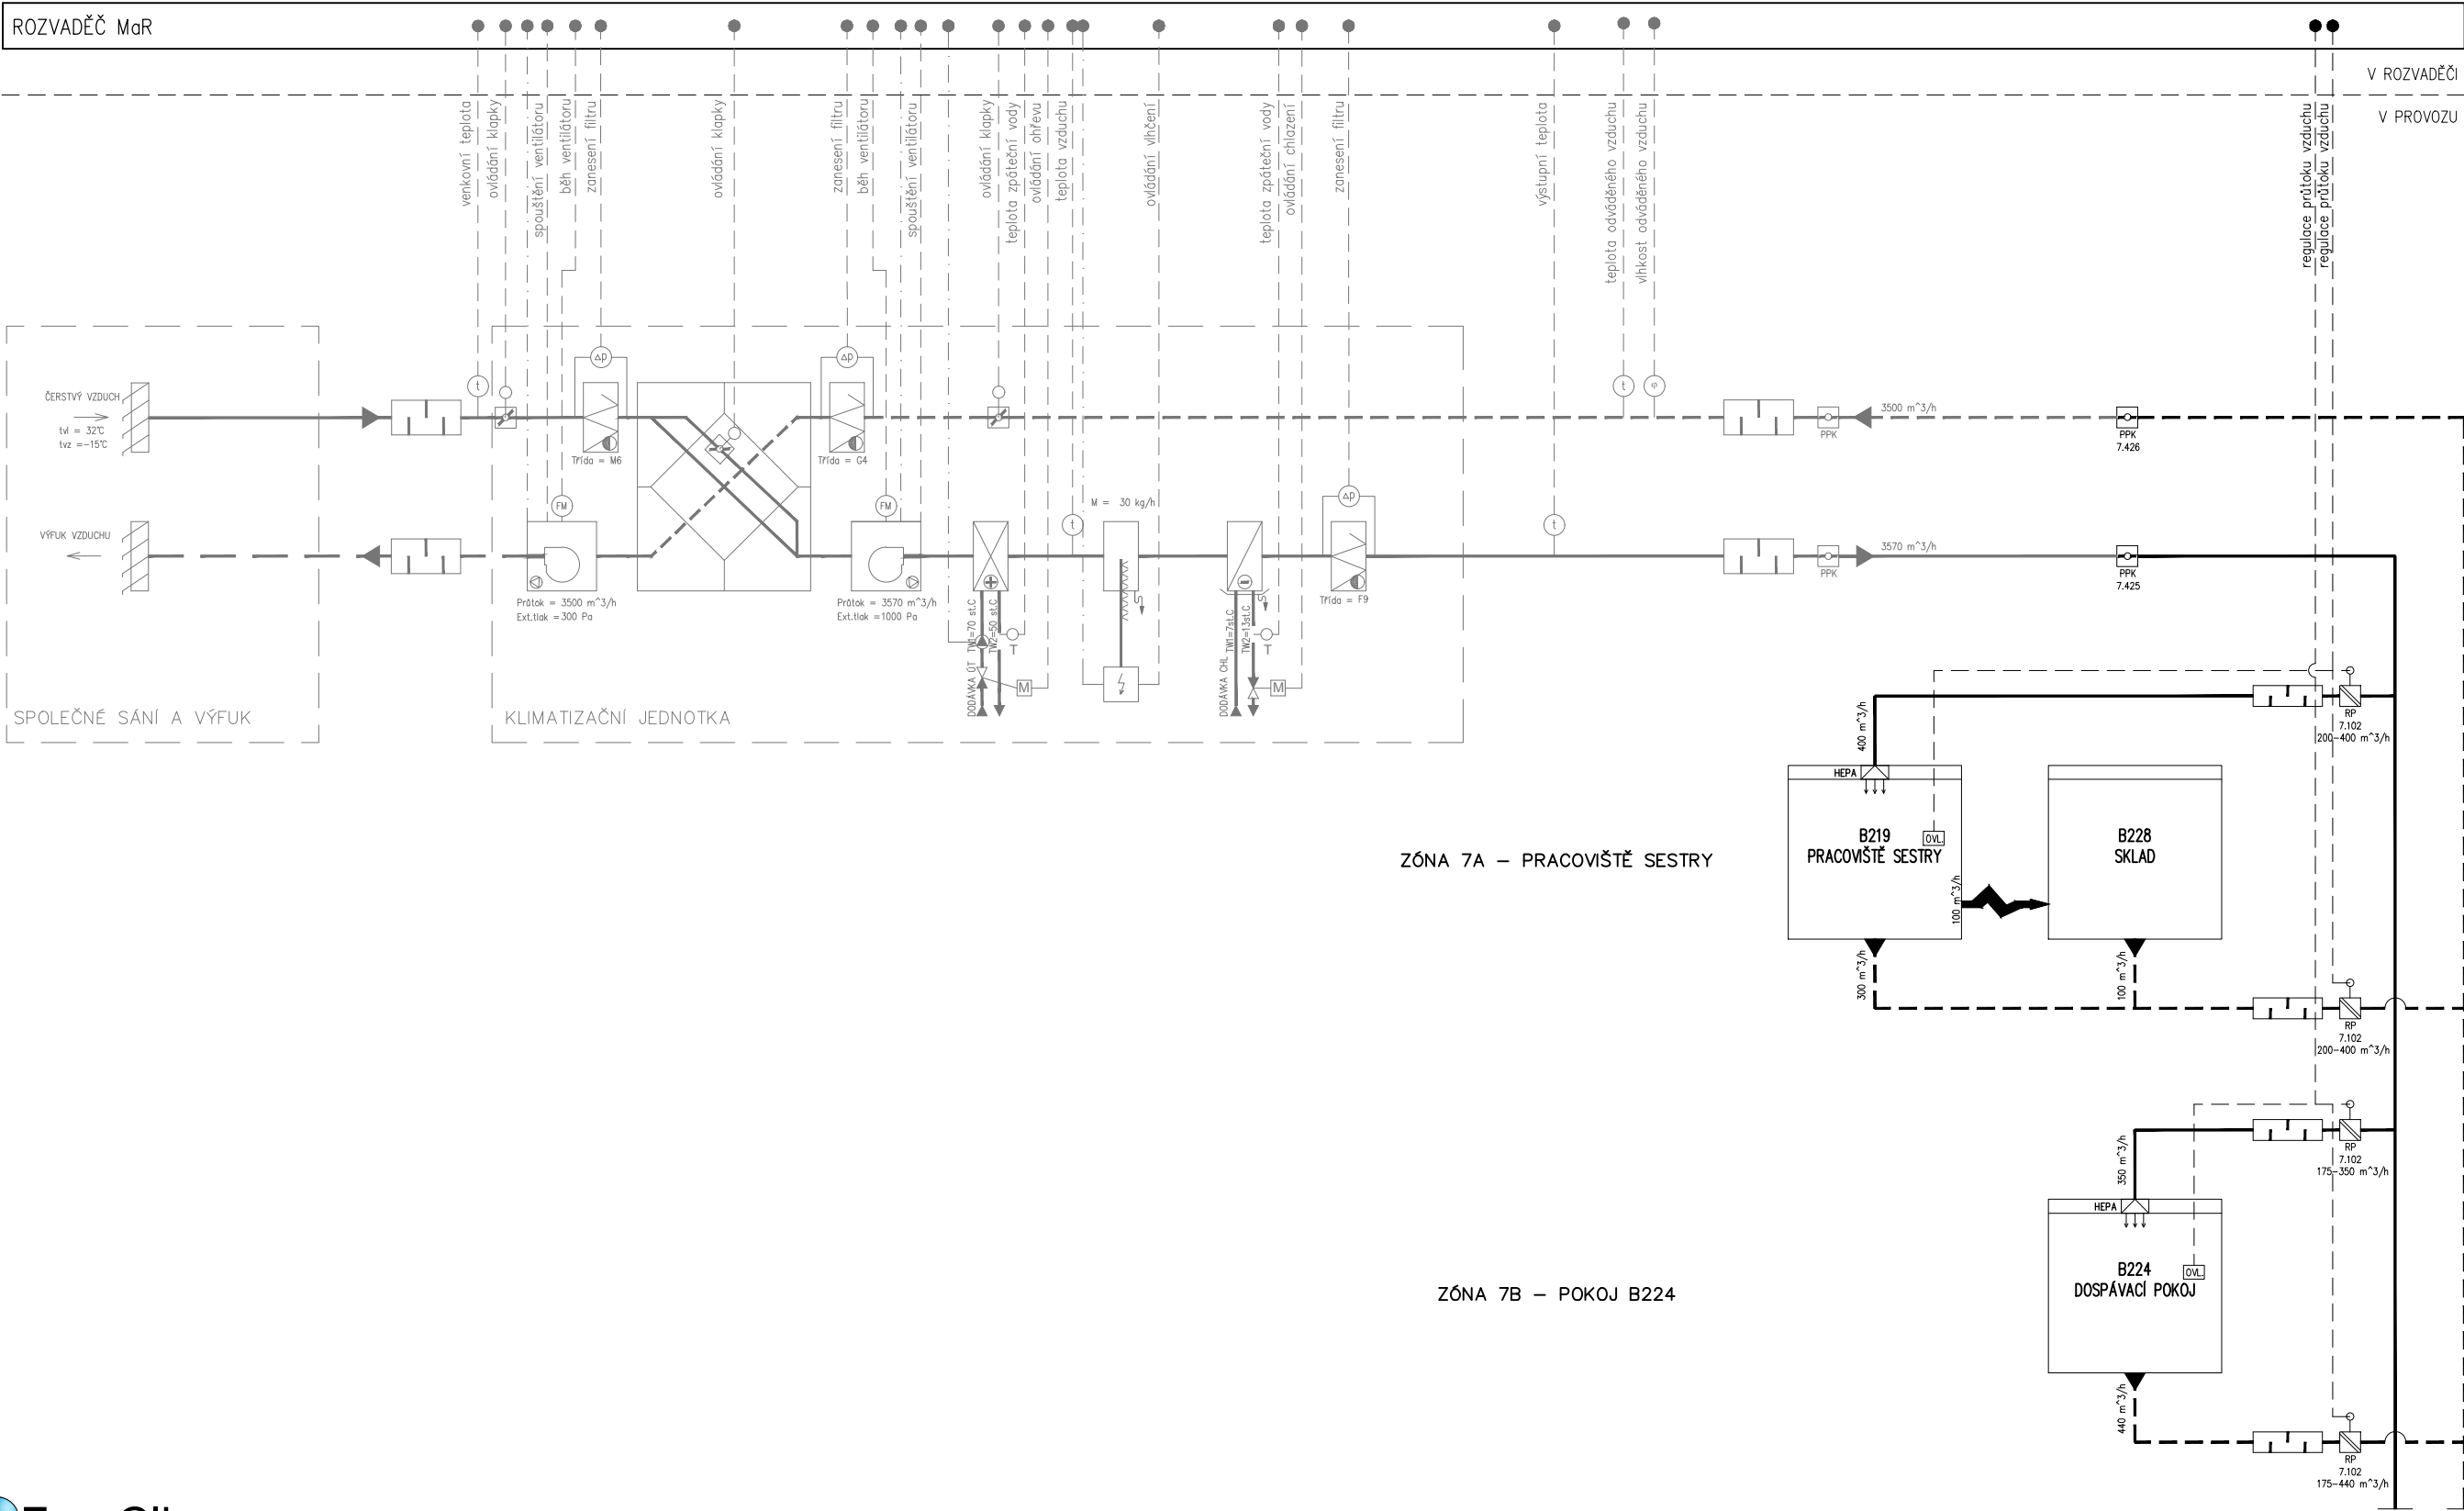 ROZVADĚČ MaR
V ROZVADĚČI
V PROVOZU
venkovní teplota
ovládání klapky
spouštění ventilátoru
běh ventilátoru
zanesení filtru
ovládání klapky
zanesení filtru
běh ventilátoru
spouštění ventilátoru
ovládání klapky
teplota zpáteční vody
ovládání ohřevu
teplota vzduchu
ovládání vlhčení
teplota zpáteční vody
ovládání chlazení
zanesení filtru
výstupní teplota
teplota odváděného vzduchu
vlhkost odváděného vzduchu
regulace průtoku vzduchu
regulace průtoku vzduchu
Δp
Δp
t
t
φ
ČERSTVÝ VZDUCH
tvl = 32°C
tvz =-15°C
3500 m^3/h
PPK
PPK
7.426
Třída = M6
Třída = G4
Δp
FM
FM
M = 30 kg/h
t
t
VÝFUK VZDUCHU
3570 m^3/h
PPK
PPK
7.425
Průtok = 3500 m^3/h
Ext.tlak =300 Pa
Průtok = 3570 m^3/h
Ext.tlak =1000 Pa
Třída = F9
DODÁVKA ÚT TW1=70 st.C
TW2=50 st.C
T
M
DODÁVKA CHL TW1=7st.C
TW2=13st.C
T
M
SPOLEČNÉ SÁNÍ A VÝFUK
KLIMATIZAČNÍ JEDNOTKA
400 m^3/h
RP
7.102
200-400 m^3/h
HEPA
B219
PRACOVIŠTĚ SESTRY
OVL.
B228
SKLAD
ZÓNA 7A – PRACOVIŠTĚ SESTRY
100 m^3/h
300 m^3/h
100 m^3/h
RP
7.102
200-400 m^3/h
350 m^3/h
RP
7.102
175-350 m^3/h
HEPA
B224
DOSPÁVACÍ POKOJ
OVL.
ZÓNA 7B – POKOJ B224
440 m^3/h
RP
7.102
175-440 m^3/h